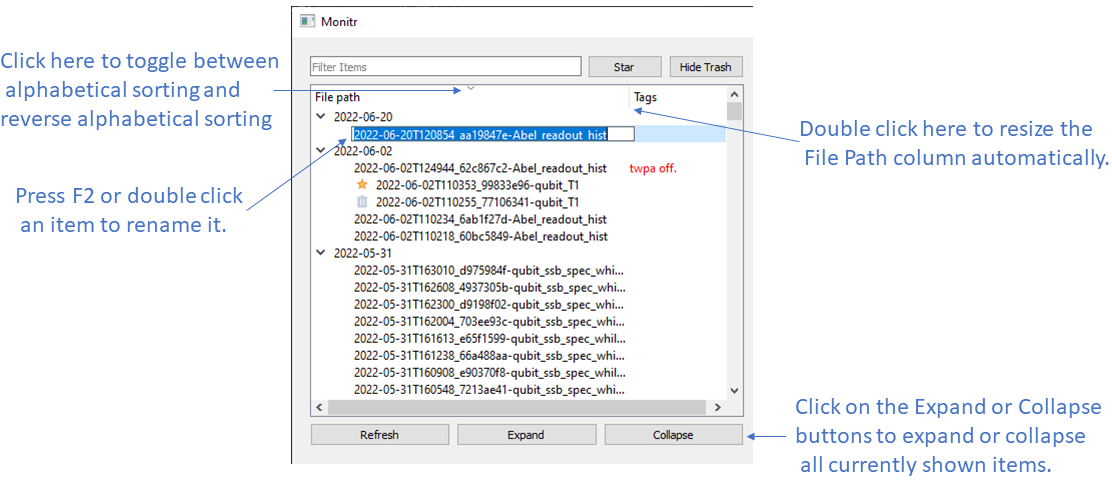 Monitr
Click here to toggle between
alphabetical sorting and
reverse alphabetical sorting
Filter Items
Star
Hide Trash
File path
Tags
2022-06-20
2022-06-20T120854_aa19847e-Abel_readout_hist
Double click here to resize the
File Path column automatically.
2022-06-02
2022-06-02T124944_62c867c2-Abel_readout_hist
twpa off.
Press F2 or double click
an item to rename it.
2022-06-02T110353_99833e96-qubit_T1
2022-06-02T110255_77106341-qubit_T1
2022-06-02T110234_6ab1f27d-Abel_readout_hist
2022-06-02T110218_60bc5849-Abel_readout_hist
2022-05-31
2022-05-31T163010_d975984f-qubit_ssb_spec_whi...
2022-05-31T162608_4937305b-qubit_ssb_spec_whi...
2022-05-31T162300_d9198f02-qubit_ssb_spec_whi...
2022-05-31T162004_703ee93c-qubit_ssb_spec_whi...
2022-05-31T161613_e65f1599-qubit_ssb_spec_whil...
2022-05-31T161238_66a488aa-qubit_ssb_spec_whi...
2022-05-31T160908_e90370f8-qubit_ssb_spec_whil...
2022-05-31T160548_7213ae41-qubit_ssb_spec_whi...
Refresh
Expand
Collapse
Click on the Expand or Collapse
buttons to expand or collapse
all currently shown items.